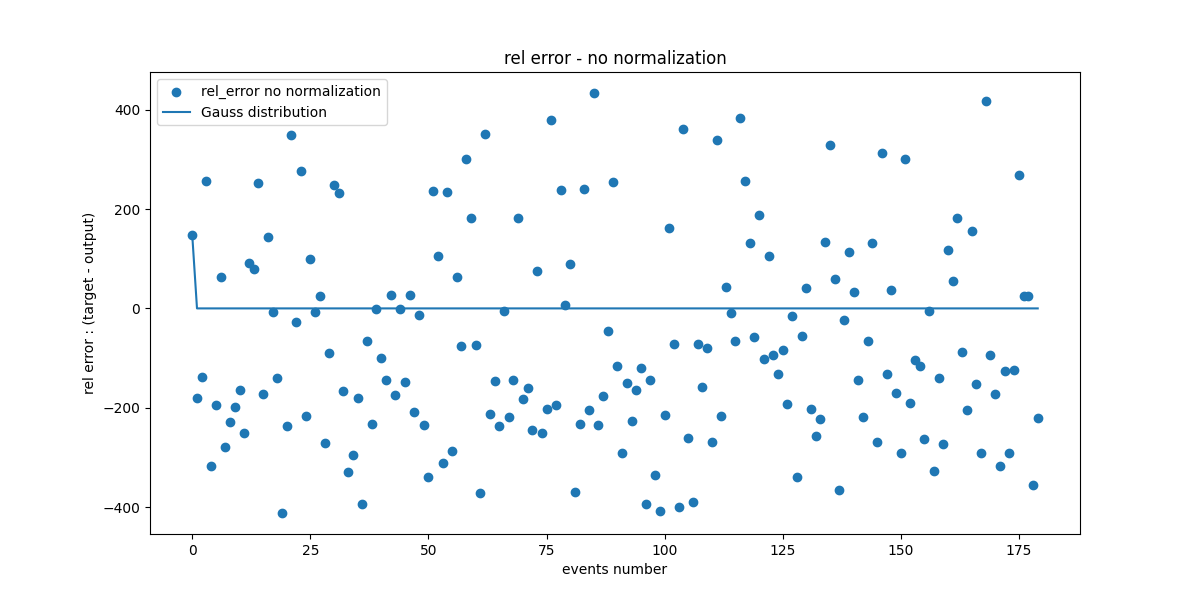 rel error - no normalization
rel_error no normalization
Gauss distribution
rel error : (target - output)
400
200
0
−200
−400
0 25 50 75 100 125 150 175
events number